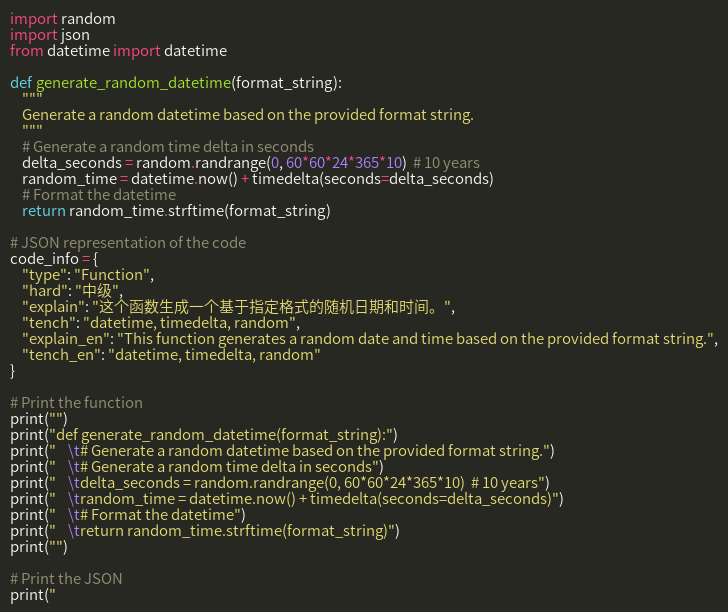 import random
import json
from datetime import datetime

def generate_random_datetime(format_string):
    """
    Generate a random datetime based on the provided format string.
    """
    # Generate a random time delta in seconds
    delta_seconds = random.randrange(0, 60*60*24*365*10)  # 10 years
    random_time = datetime.now() + timedelta(seconds=delta_seconds)
    # Format the datetime
    return random_time.strftime(format_string)

# JSON representation of the code
code_info = {
    "type": "Function",
    "hard": "中级",
    "explain": "这个函数生成一个基于指定格式的随机日期和时间。",
    "tench": "datetime, timedelta, random",
    "explain_en": "This function generates a random date and time based on the provided format string.",
    "tench_en": "datetime, timedelta, random"
}

# Print the function
print("")
print("def generate_random_datetime(format_string):")
print("    \t# Generate a random datetime based on the provided format string.")
print("    \t# Generate a random time delta in seconds")
print("    \tdelta_seconds = random.randrange(0, 60*60*24*365*10)  # 10 years")
print("    \trandom_time = datetime.now() + timedelta(seconds=delta_seconds)")
print("    \t# Format the datetime")
print("    \treturn random_time.strftime(format_string)")
print("")

# Print the JSON
print("